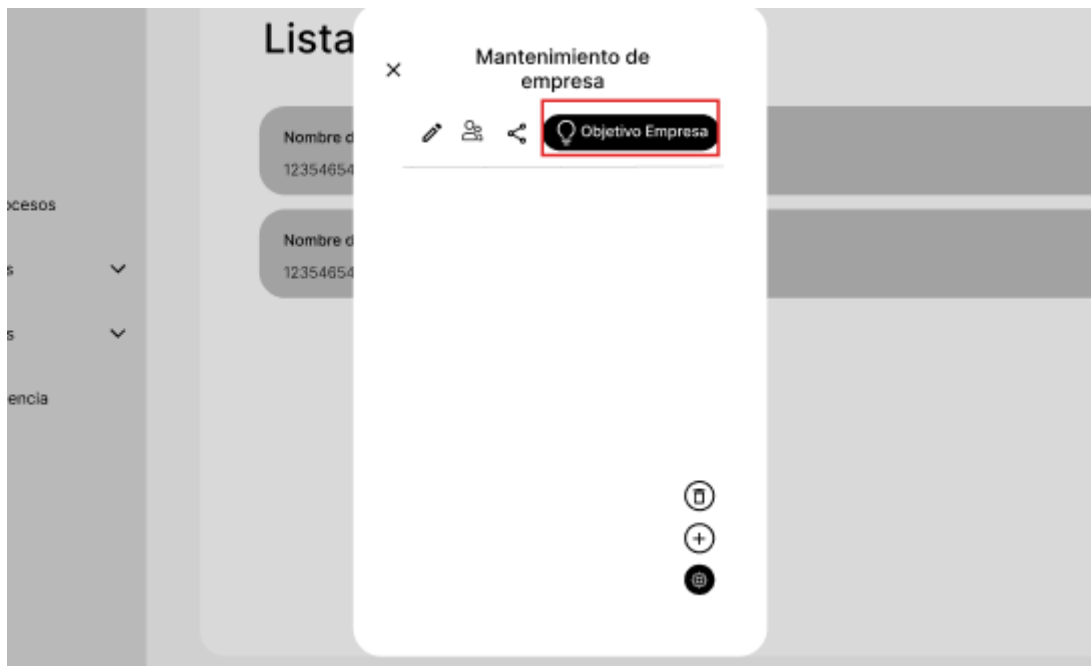 Lista
Mantenimiento de
empresa
Objetivo Empresa
Nombre d
12354654
ocesos
Nombre d
12354654
s
s
encia